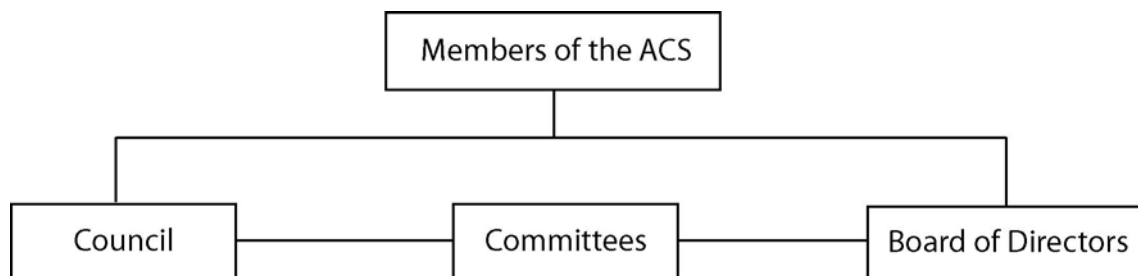 Members of the ACS
Council
Committees
Board of Directors